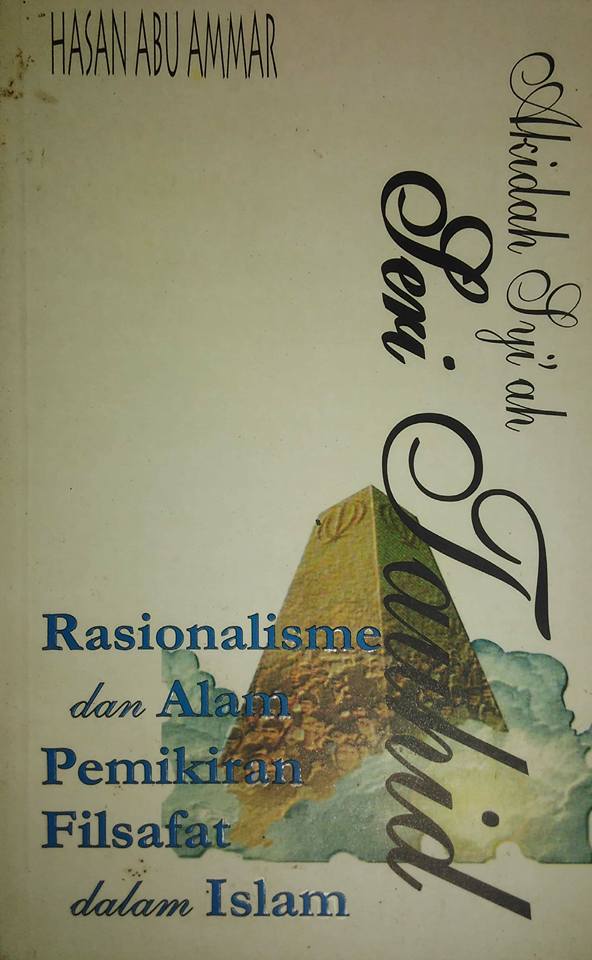 HASAN ABU AMMAR
Akidah Syi'ah
Seri Tauhid
Rasionalisme
dan Alam
Pemikiran
Filsafat
dalam Islam